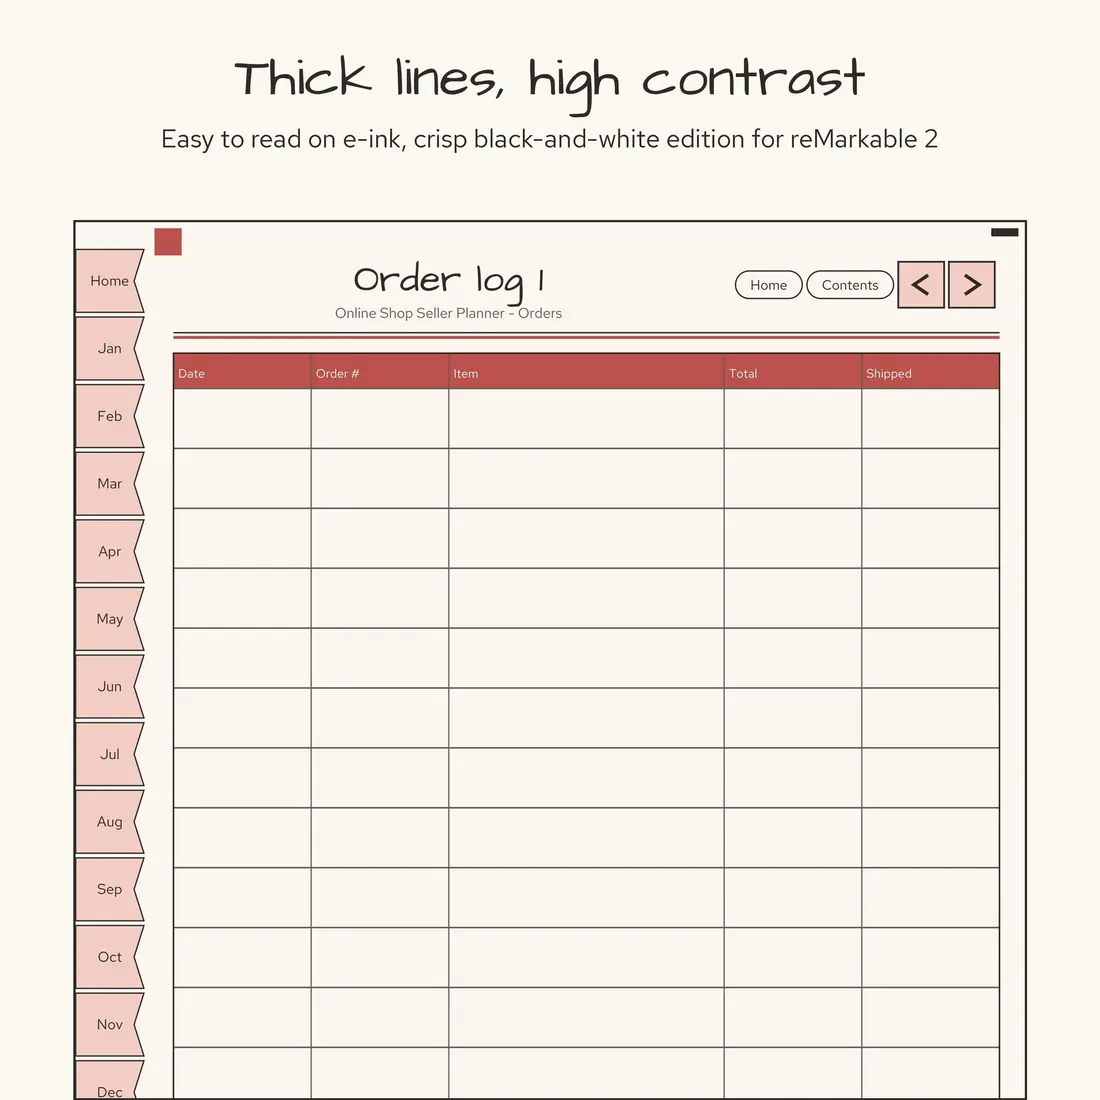 Thick lines, high contrast
Easy to read on e-ink, crisp black-and-white edition for reMarkable 2
Order log 1
Online Shop Seller Planner - Orders
Home
Contents
<
>
Home
Jan
Feb
Mar
Apr
May
Jun
Jul
Aug
Sep
Oct
Nov
Dec
Date Order # Item Total Shipped